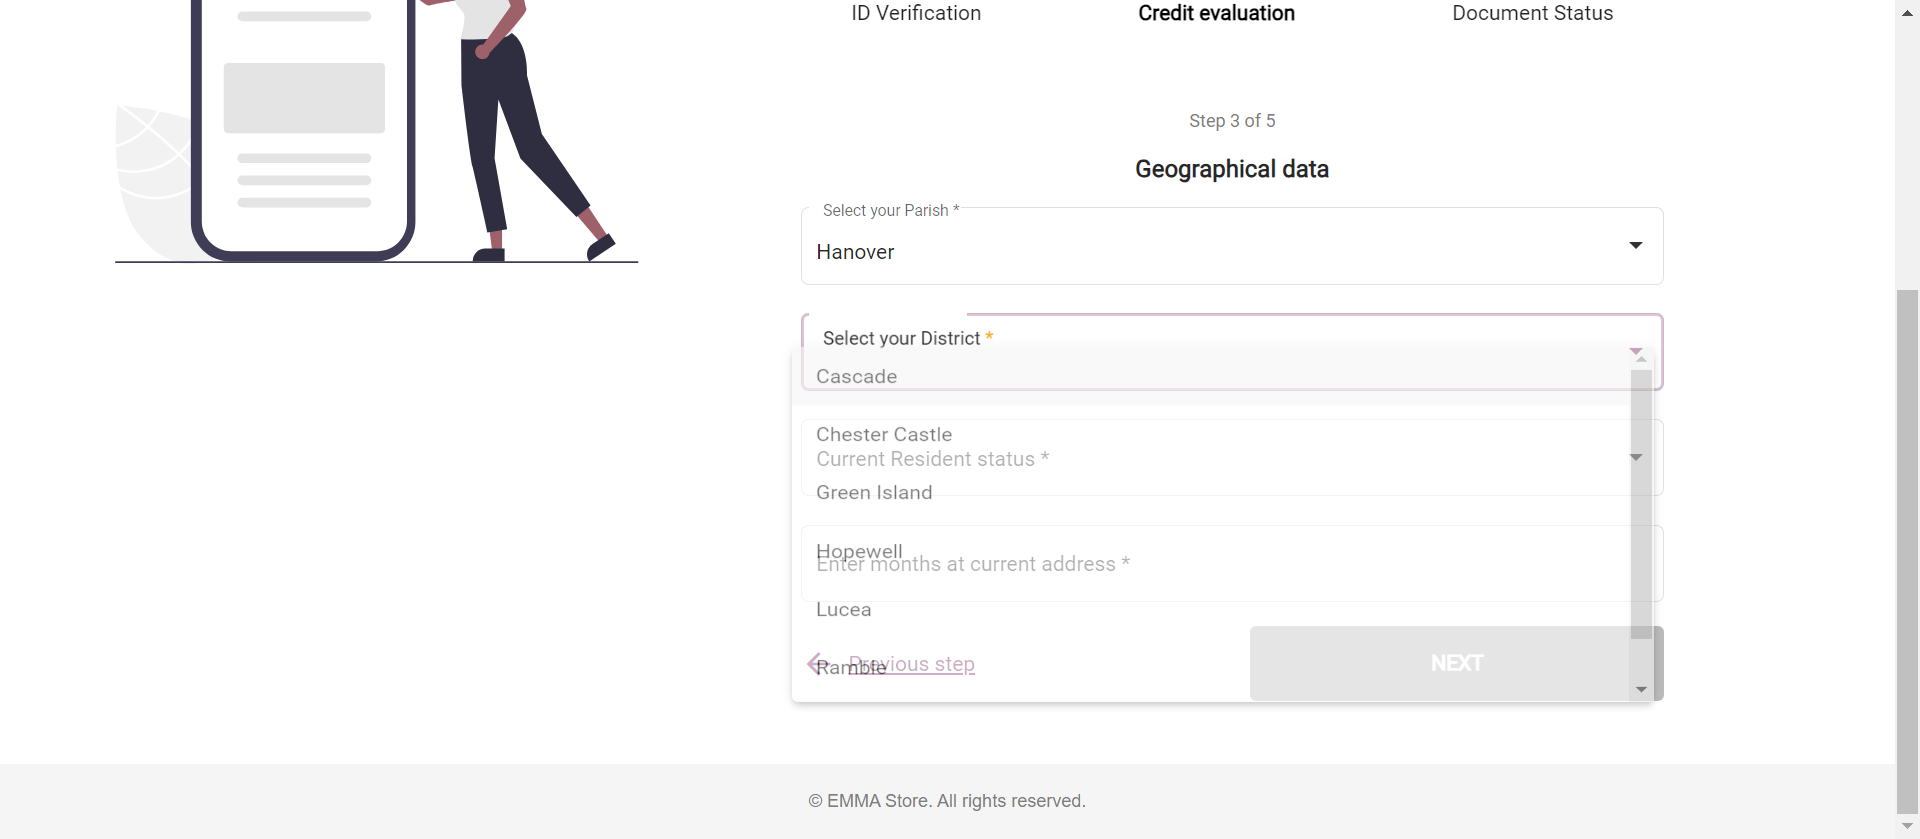 ID Verification
Credit evaluation
Document Status
Step 3 of 5
Geographical data
Select your Parish *
Hanover
Select your District *
Cascade
Chester Castle
Current Resident status *
Green Island
Hopewell
Enter months at current address *
Lucea
Ramble
Previous step
NEXT
© EMMA Store. All rights reserved.